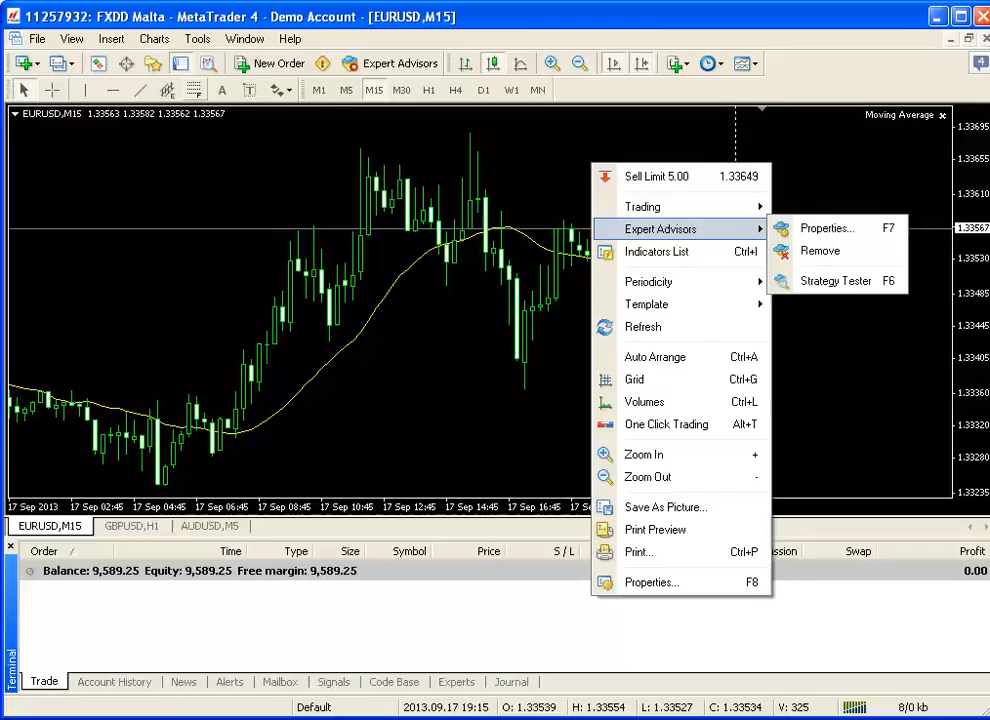 11257932: FXDD Malta - MetaTrader 4 - Demo Account - [EURUSD,M15]
File View Insert Charts Tools Window Help
New Order Expert Advisors 4
A T M1 M5 M15 M30 H1 H4 D1 W1 MN
EURUSD,M15 1.33563 1.33582 1.33562 1.33567
Moving Average
1.33695
1.33655
1.33610
1.33567
1.33530
1.33485
1.33445
1.33405
1.33360
1.33320
1.33280
1.33235
Sell Limit 5.00 1.33649
Trading
Expert Advisors
Indicators List Ctrl+I
Periodicity
Template
Refresh
Auto Arrange Ctrl+A
Grid Ctrl+G
Volumes Ctrl+L
One Click Trading Alt+T
Zoom In +
Zoom Out -
Save As Picture...
Print Preview
Print... Ctrl+P
Properties... F8
Properties... F7
Remove
Strategy Tester F6
17 Sep 2013 17 Sep 02:45 17 Sep 04:45 17 Sep 06:45 17 Sep 08:45 17 Sep 10:45 17 Sep 12:45 17 Sep 14:45 17 Sep 16:45 17 Se
EURUSD,M15 GBPUSD,H1 AUDUSD,M5
Order / Time Type Size Symbol Price S / L ission Swap Profit
Balance: 9,589.25 Equity: 9,589.25 Free margin: 9,589.25 0.00
Terminal
Trade Account History News Alerts Mailbox Signals Code Base Experts Journal
Default 2013.09.17 19:15 O: 1.33539 H: 1.33554 L: 1.33527 C: 1.33534 V: 325 8/0 kb